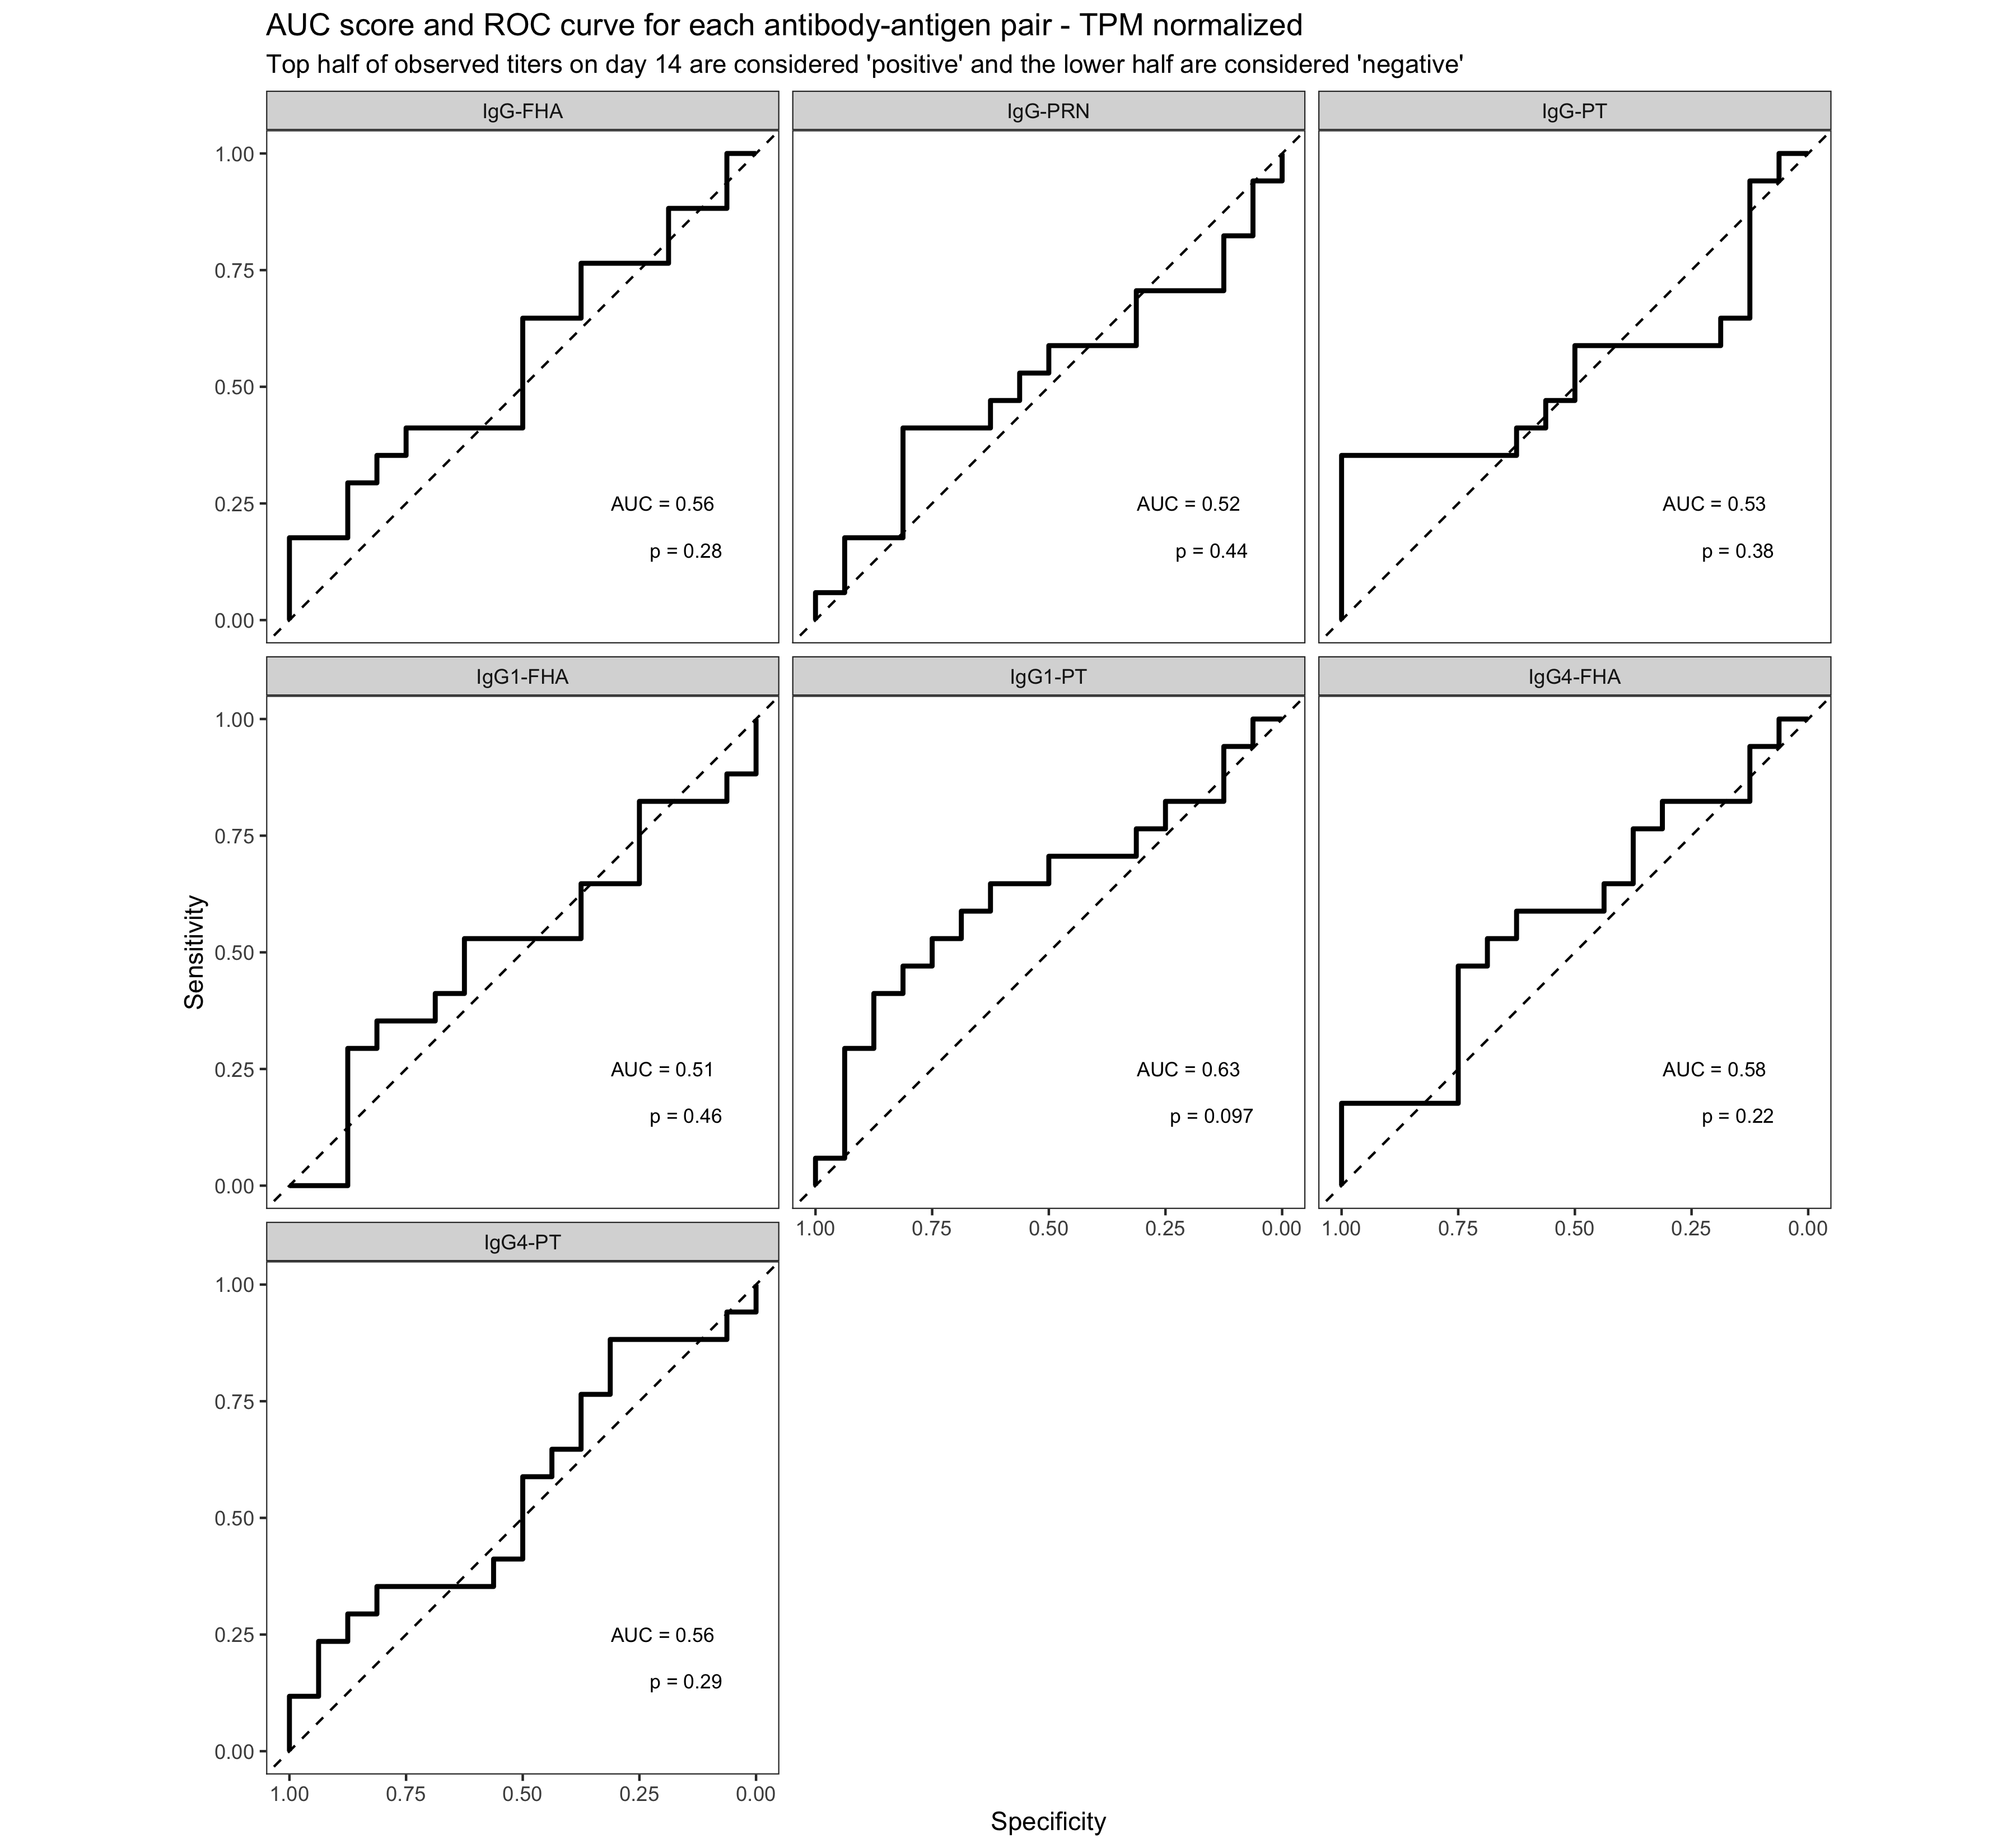 AUC score and ROC curve for each antibody-antigen pair - TPM normalized
Top half of observed titers on day 14 are considered 'positive' and the lower half are considered 'negative'
IgG-FHA
IgG-PRN
IgG-PT
1.00
0.75
0.50
0.25
0.00
AUC = 0.56
p = 0.28
AUC = 0.52
p = 0.44
AUC = 0.53
p = 0.38
IgG1-FHA
IgG1-PT
IgG4-FHA
1.00
0.75
0.50
0.25
0.00
Sensitivity
AUC = 0.51
p = 0.46
AUC = 0.63
p = 0.097
AUC = 0.58
p = 0.22
1.00 0.75 0.50 0.25 0.00
1.00 0.75 0.50 0.25 0.00
IgG4-PT
1.00
0.75
0.50
0.25
0.00
AUC = 0.56
p = 0.29
1.00 0.75 0.50 0.25 0.00
Specificity